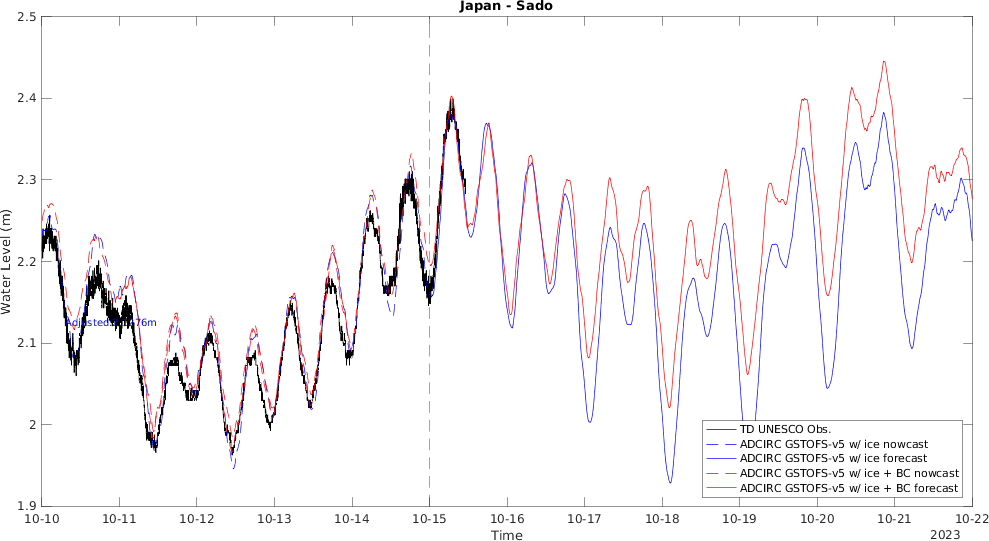 Japan - Sado
2.5
2.4
2.3
2.2
2.1
2
1.9
Water Level (m)
10-10
10-11
10-12
10-13
10-14
10-15
10-16
10-17
10-18
10-19
10-20
10-21
10-22
Time
2023
TD UNESCO Obs.
ADCIRC GSTOFS-v5 w/ ice nowcast
ADCIRC GSTOFS-v5 w/ ice forecast
ADCIRC GSTOFS-v5 w/ ice + BC nowcast
ADCIRC GSTOFS-v5 w/ ice + BC forecast